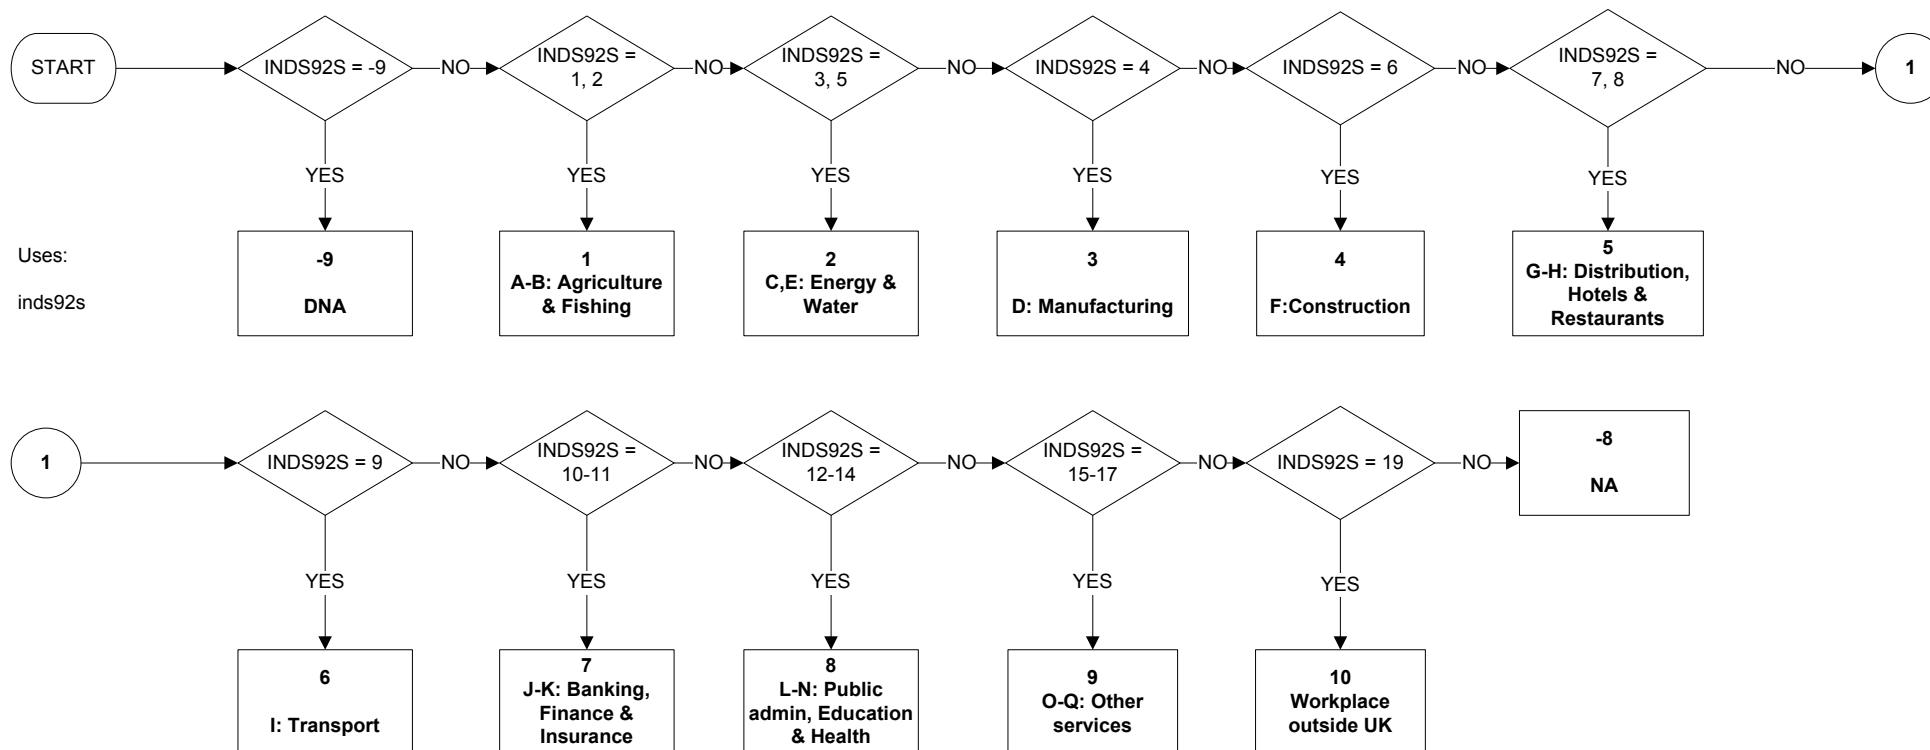 START
INDS92S = -9
NO
INDS92S =
1, 2
NO
INDS92S =
3, 5
NO
INDS92S = 4
NO
INDS92S = 6
NO
INDS92S =
7, 8
NO
1
YES
YES
YES
YES
YES
YES
Uses:
inds92s
-9
DNA
1
A-B: Agriculture
& Fishing
2
C,E: Energy &
Water
3
D: Manufacturing
4
F:Construction
5
G-H: Distribution,
Hotels &
Restaurants
1
INDS92S = 9
NO
INDS92S =
10-11
NO
INDS92S =
12-14
NO
INDS92S =
15-17
NO
INDS92S = 19
NO
-8
NA
YES
YES
YES
YES
YES
6
I: Transport
7
J-K: Banking,
Finance &
Insurance
8
L-N: Public
admin, Education
& Health
9
O-Q: Other
services
10
Workplace
outside UK